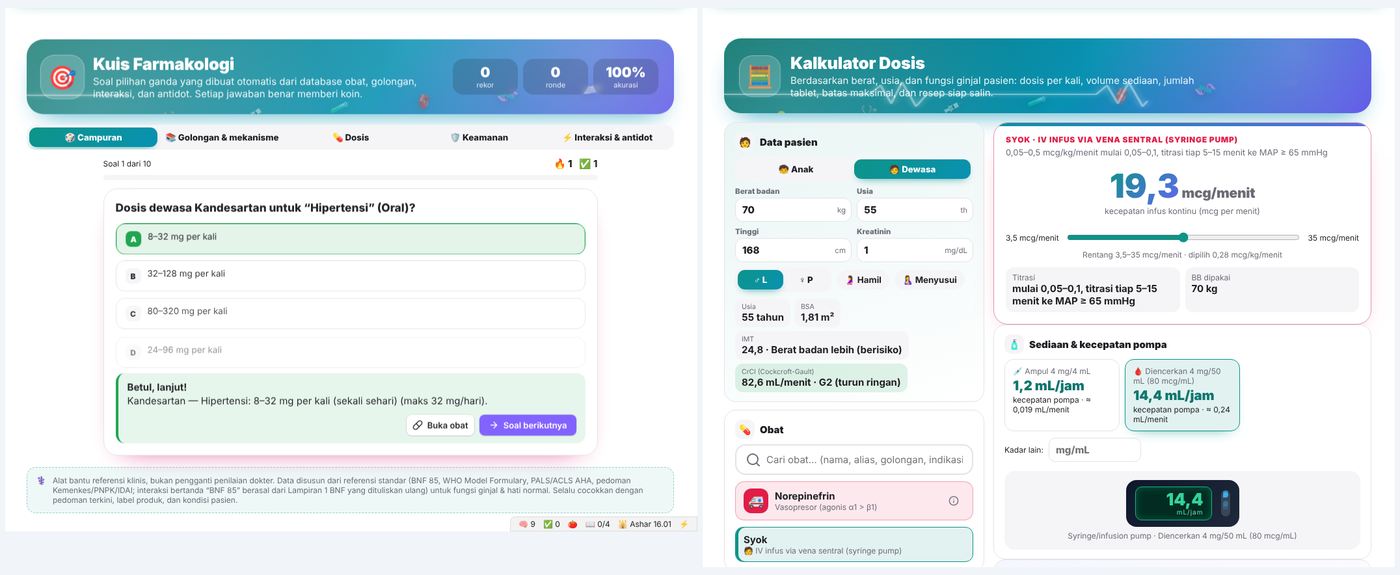 Kuis Farmakologi
Soal pilihan ganda yang dibuat otomatis dari database obat, golongan,
interaksi, dan antidot. Setiap jawaban benar memberi koin.
0
rekor
0
ronde
100%
akurasi
Campuran
Golongan & mekanisme
Dosis
Keamanan
Interaksi & antidot
Soal 1 dari 10
1
1
Dosis dewasa Kandesartan untuk “Hipertensi” (Oral)?
A 8–32 mg per kali
B 32–128 mg per kali
C 80–320 mg per kali
D 24–96 mg per kali
Betul, lanjut!
Kandesartan — Hipertensi: 8–32 mg per kali (sekali sehari) (maks 32 mg/hari).
Buka obat
Soal berikutnya
Alat bantu referensi klinis, bukan pengganti penilaian dokter. Data disusun dari referensi standar (BNF 85, WHO Model Formulary, PALS/ACLS AHA, pedoman
Kemenkes/PNPK/IDAI; interaksi bertanda “BNF 85” berasal dari Lampiran 1 BNF yang dituliskan ulang) untuk fungsi ginjal & hati normal. Selalu cocokkan dengan
pedoman terkini, label produk, dan kondisi pasien.
9
0
0/4
Ashar 16.01
Kalkulator Dosis
Berdasarkan berat, usia, dan fungsi ginjal pasien: dosis per kali, volume sediaan, jumlah
tablet, batas maksimal, dan resep siap salin.
Data pasien
Anak
Dewasa
Berat badan
70 kg
Usia
55 th
Tinggi
168 cm
Kreatinin
1 mg/dL
♂ L
♀ P
Hamil
Menyusui
Usia
55 tahun
BSA
1,81 m²
IMT
24,8 · Berat badan lebih (berisiko)
CrCl (Cockcroft-Gault)
82,6 mL/menit · G2 (turun ringan)
Obat
Cari obat... (nama, alias, golongan, indikasi
Norepinefrin
Vasopresor (agonis α1 > β1)
Syok
IV infus via vena sentral (syringe pump)
SYOK · IV INFUS VIA VENA SENTRAL (SYRINGE PUMP)
0,05–0,5 mcg/kg/menit mulai 0,05–0,1, titrasi tiap 5–15 menit ke MAP ≥ 65 mmHg
19,3 mcg/menit
kecepatan infus kontinu (mcg per menit)
3,5 mcg/menit
35 mcg/menit
Rentang 3,5–35 mcg/menit · dipilih 0,28 mcg/kg/menit
Titrasi
mulai 0,05–0,1, titrasi tiap 5–15
menit ke MAP ≥ 65 mmHg
BB dipakai
70 kg
Sediaan & kecepatan pompa
Ampul 4 mg/4 mL
1,2 mL/jam
kecepatan pompa · ≈
0,019 mL/menit
Diencerkan 4 mg/50
mL (80 mcg/mL)
14,4 mL/jam
kecepatan pompa · ≈ 0,24
mL/menit
Kadar lain: mg/mL
14,4
mL/jam
Syringe/infusion pump · Diencerkan 4 mg/50 mL (80 mcg/mL)